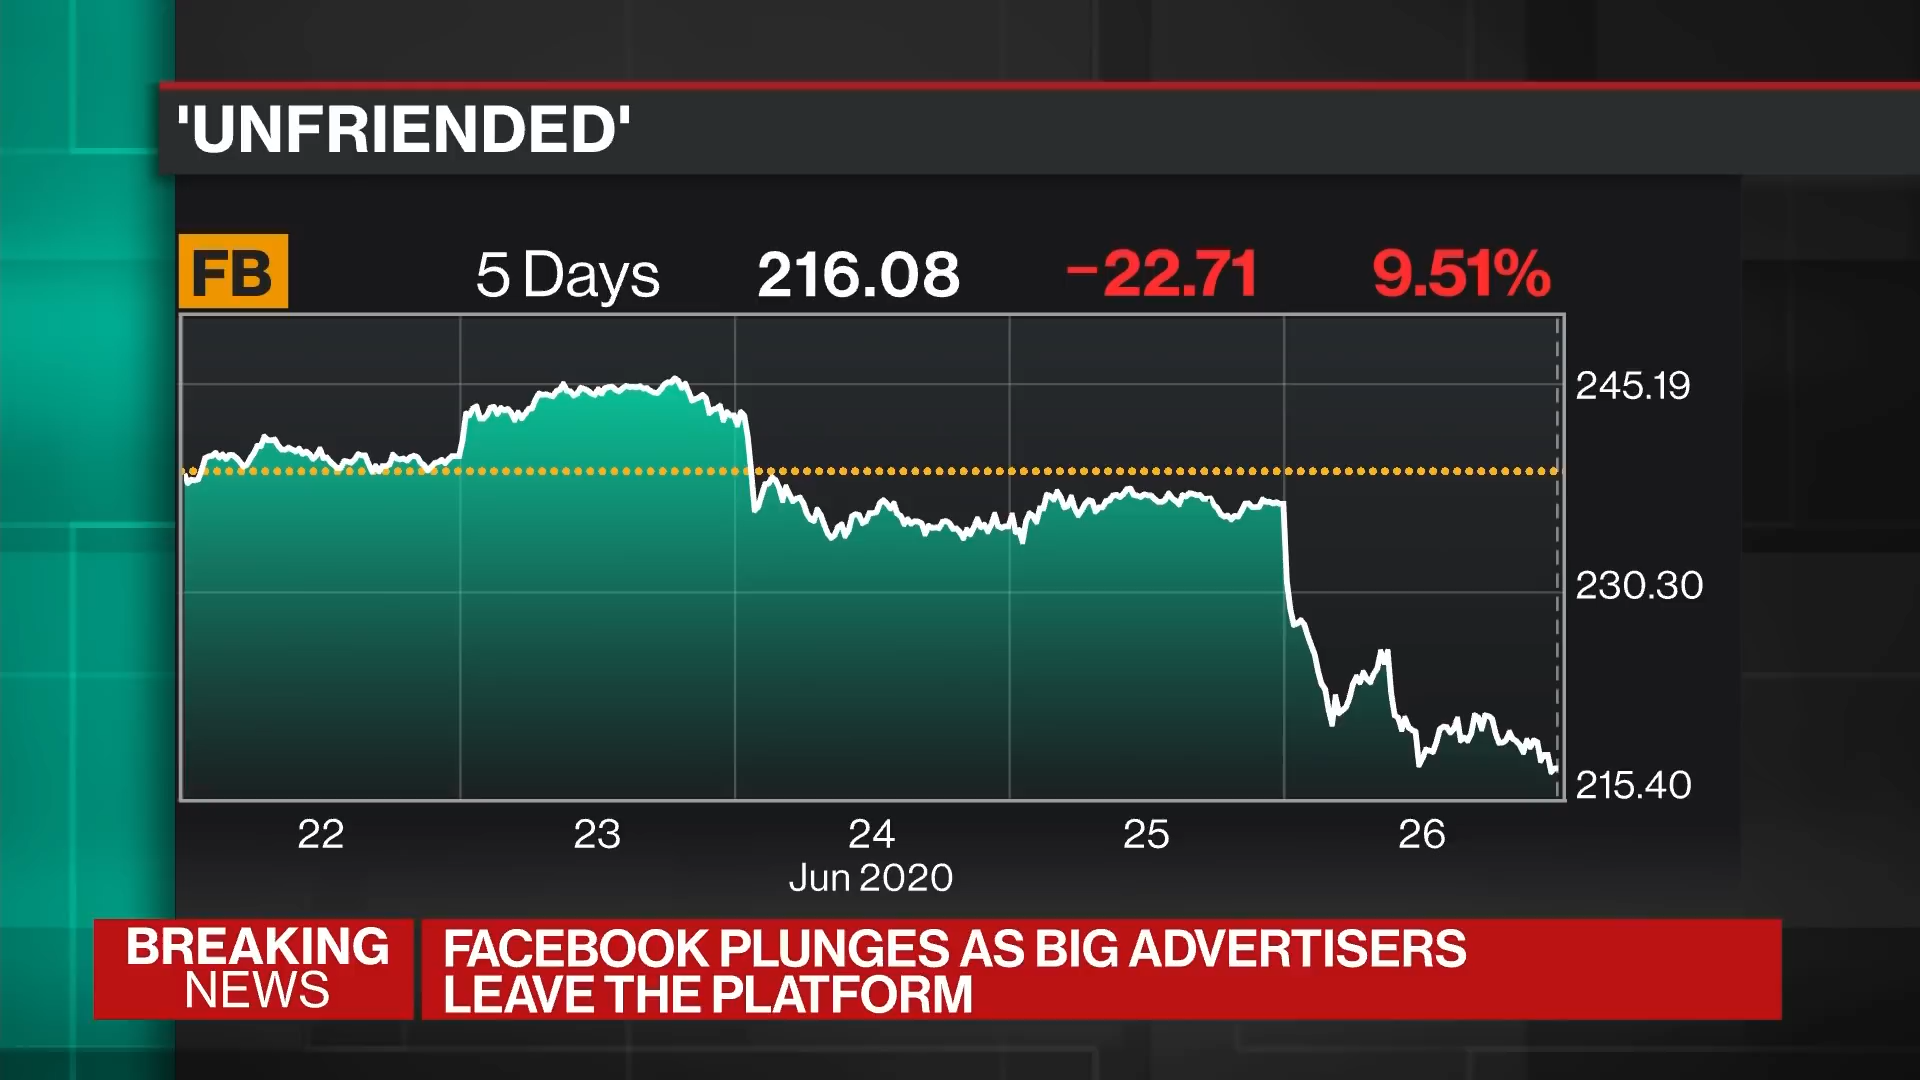 'UNFRIENDED'
FB 5 Days 216.08 -22.71 9.51%
245.19
230.30
215.40
22 23 24 25 26
Jun 2020
BREAKING
NEWS
FACEBOOK PLUNGES AS BIG ADVERTISERS
LEAVE THE PLATFORM